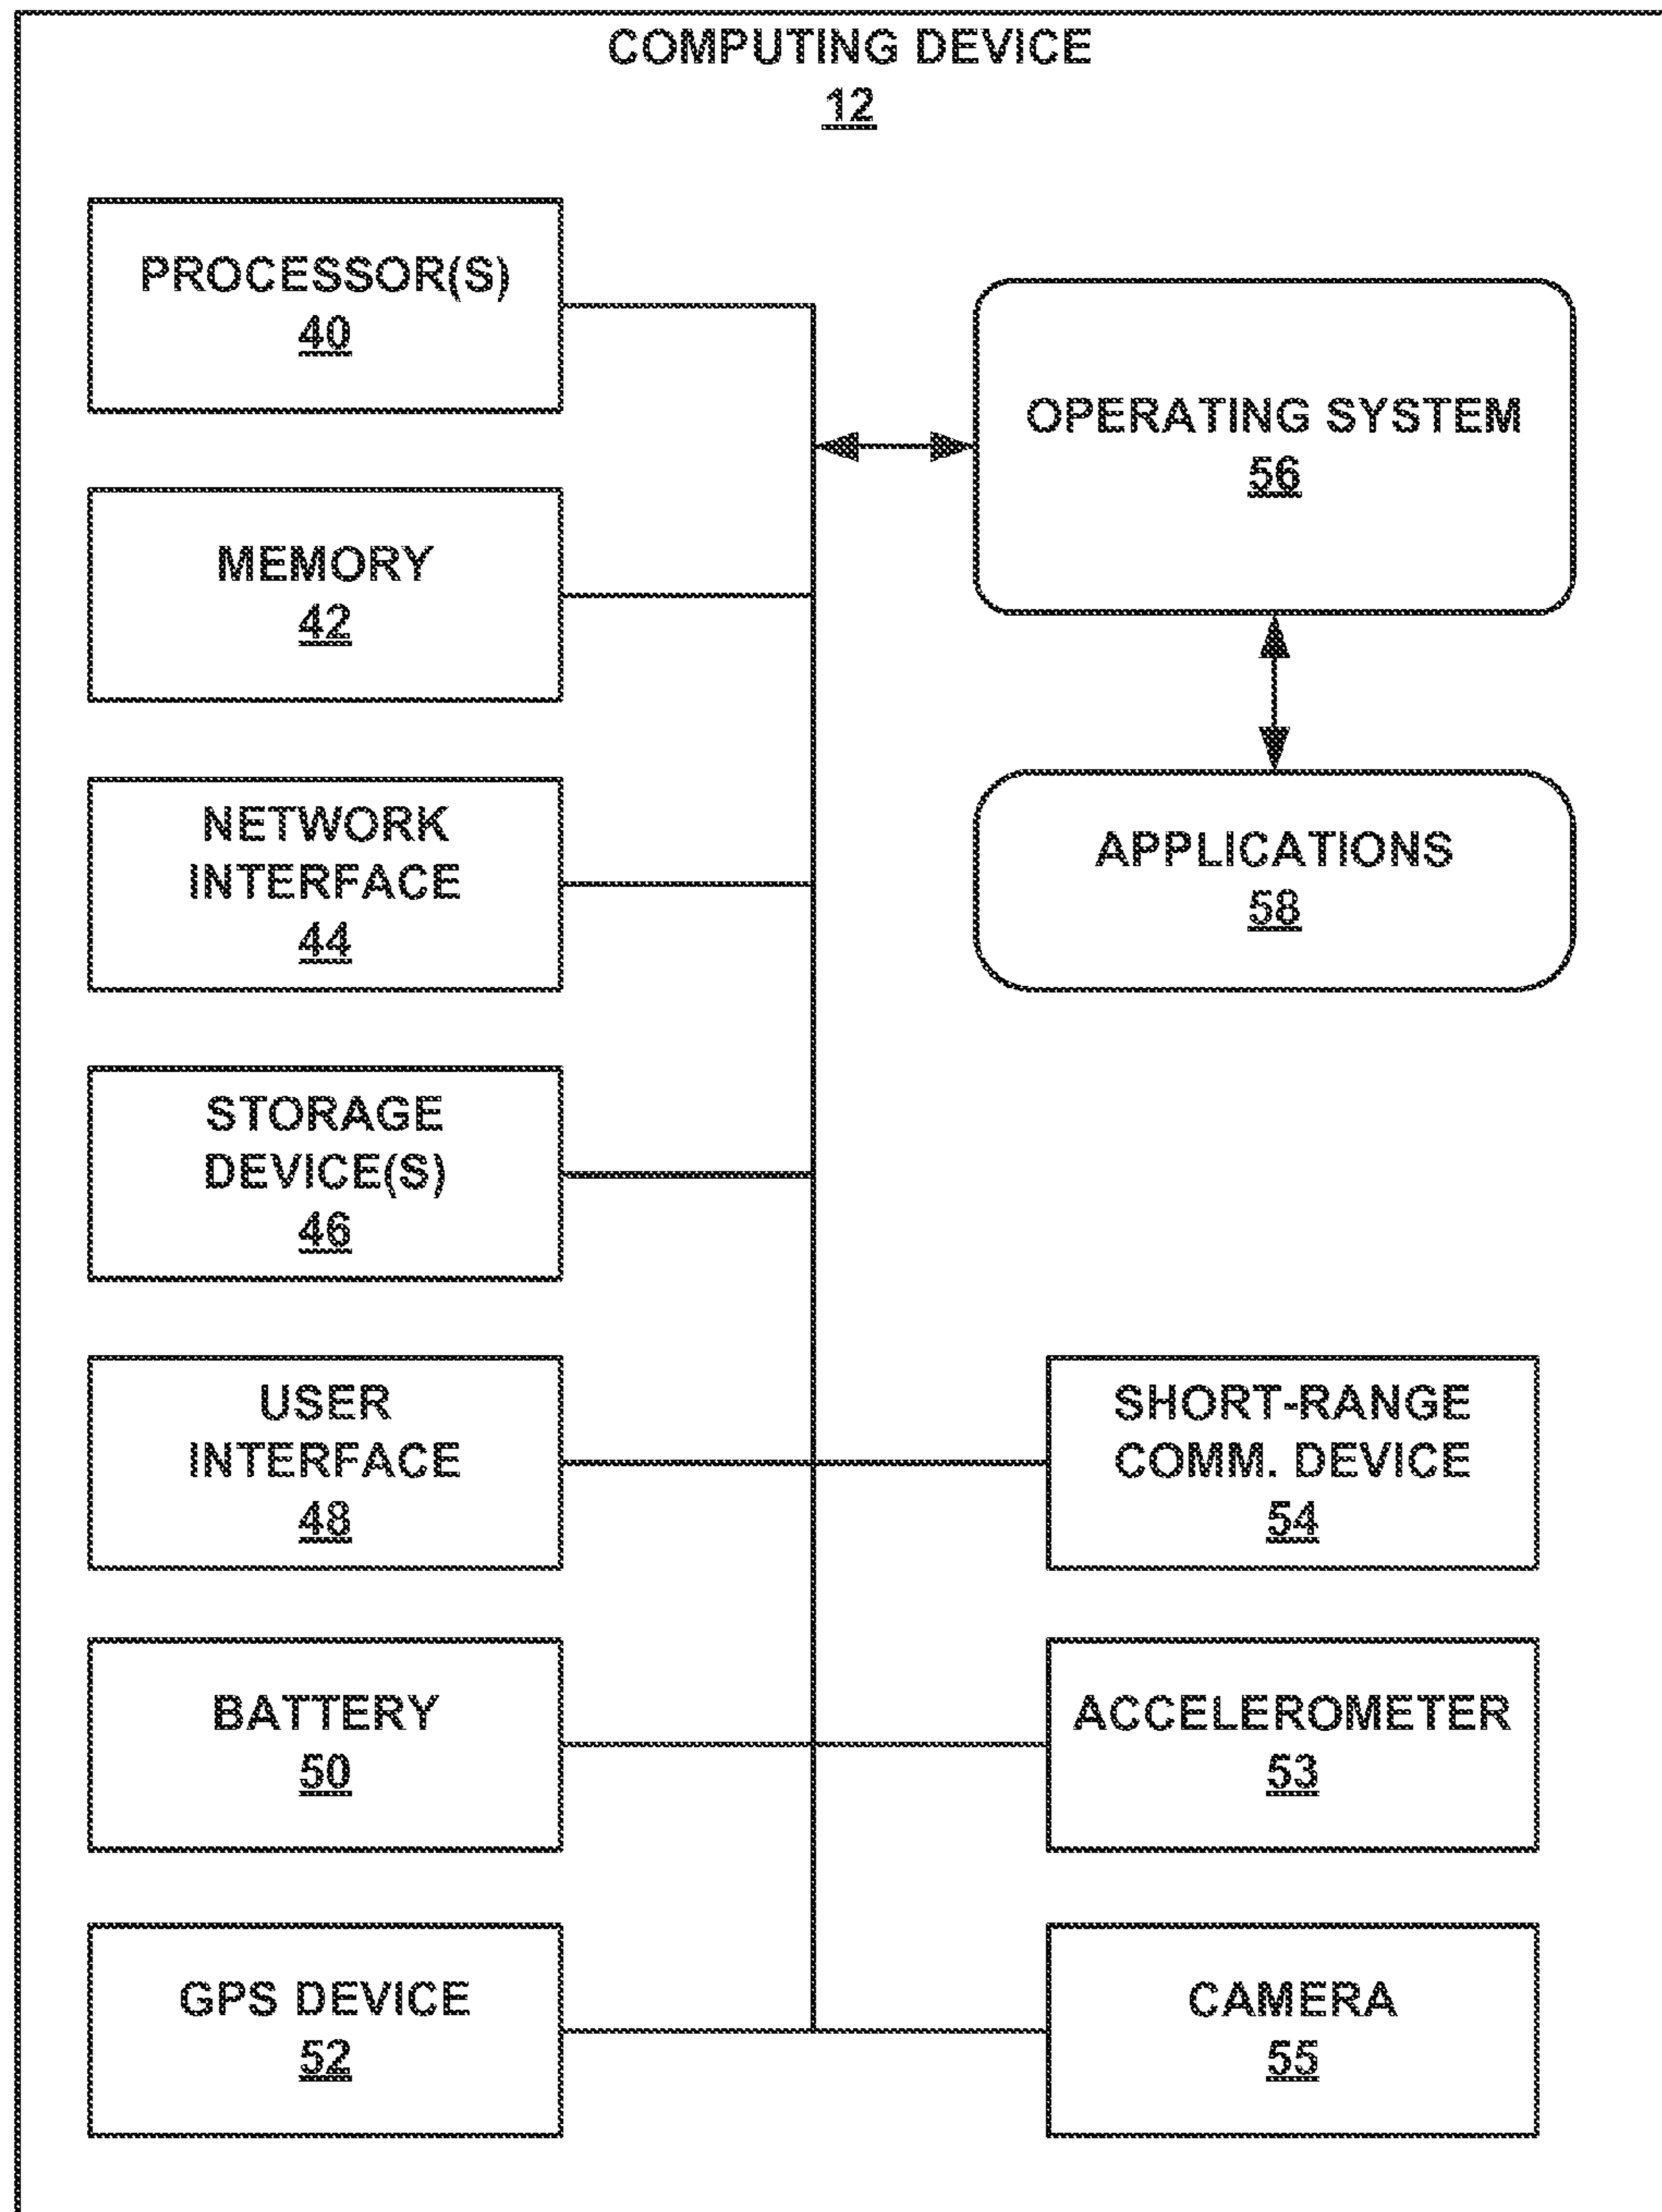 COMPUTING DEVICE
12
PROCESSOR(S)
40
OPERATING SYSTEM
56
MEMORY
42
NETWORK
INTERFACE
44
APPLICATIONS
58
STORAGE
DEVICE(S)
46
USER
INTERFACE
48
SHORT-RANGE
COMM. DEVICE
54
BATTERY
50
ACCELEROMETER
53
GPS DEVICE
52
CAMERA
55